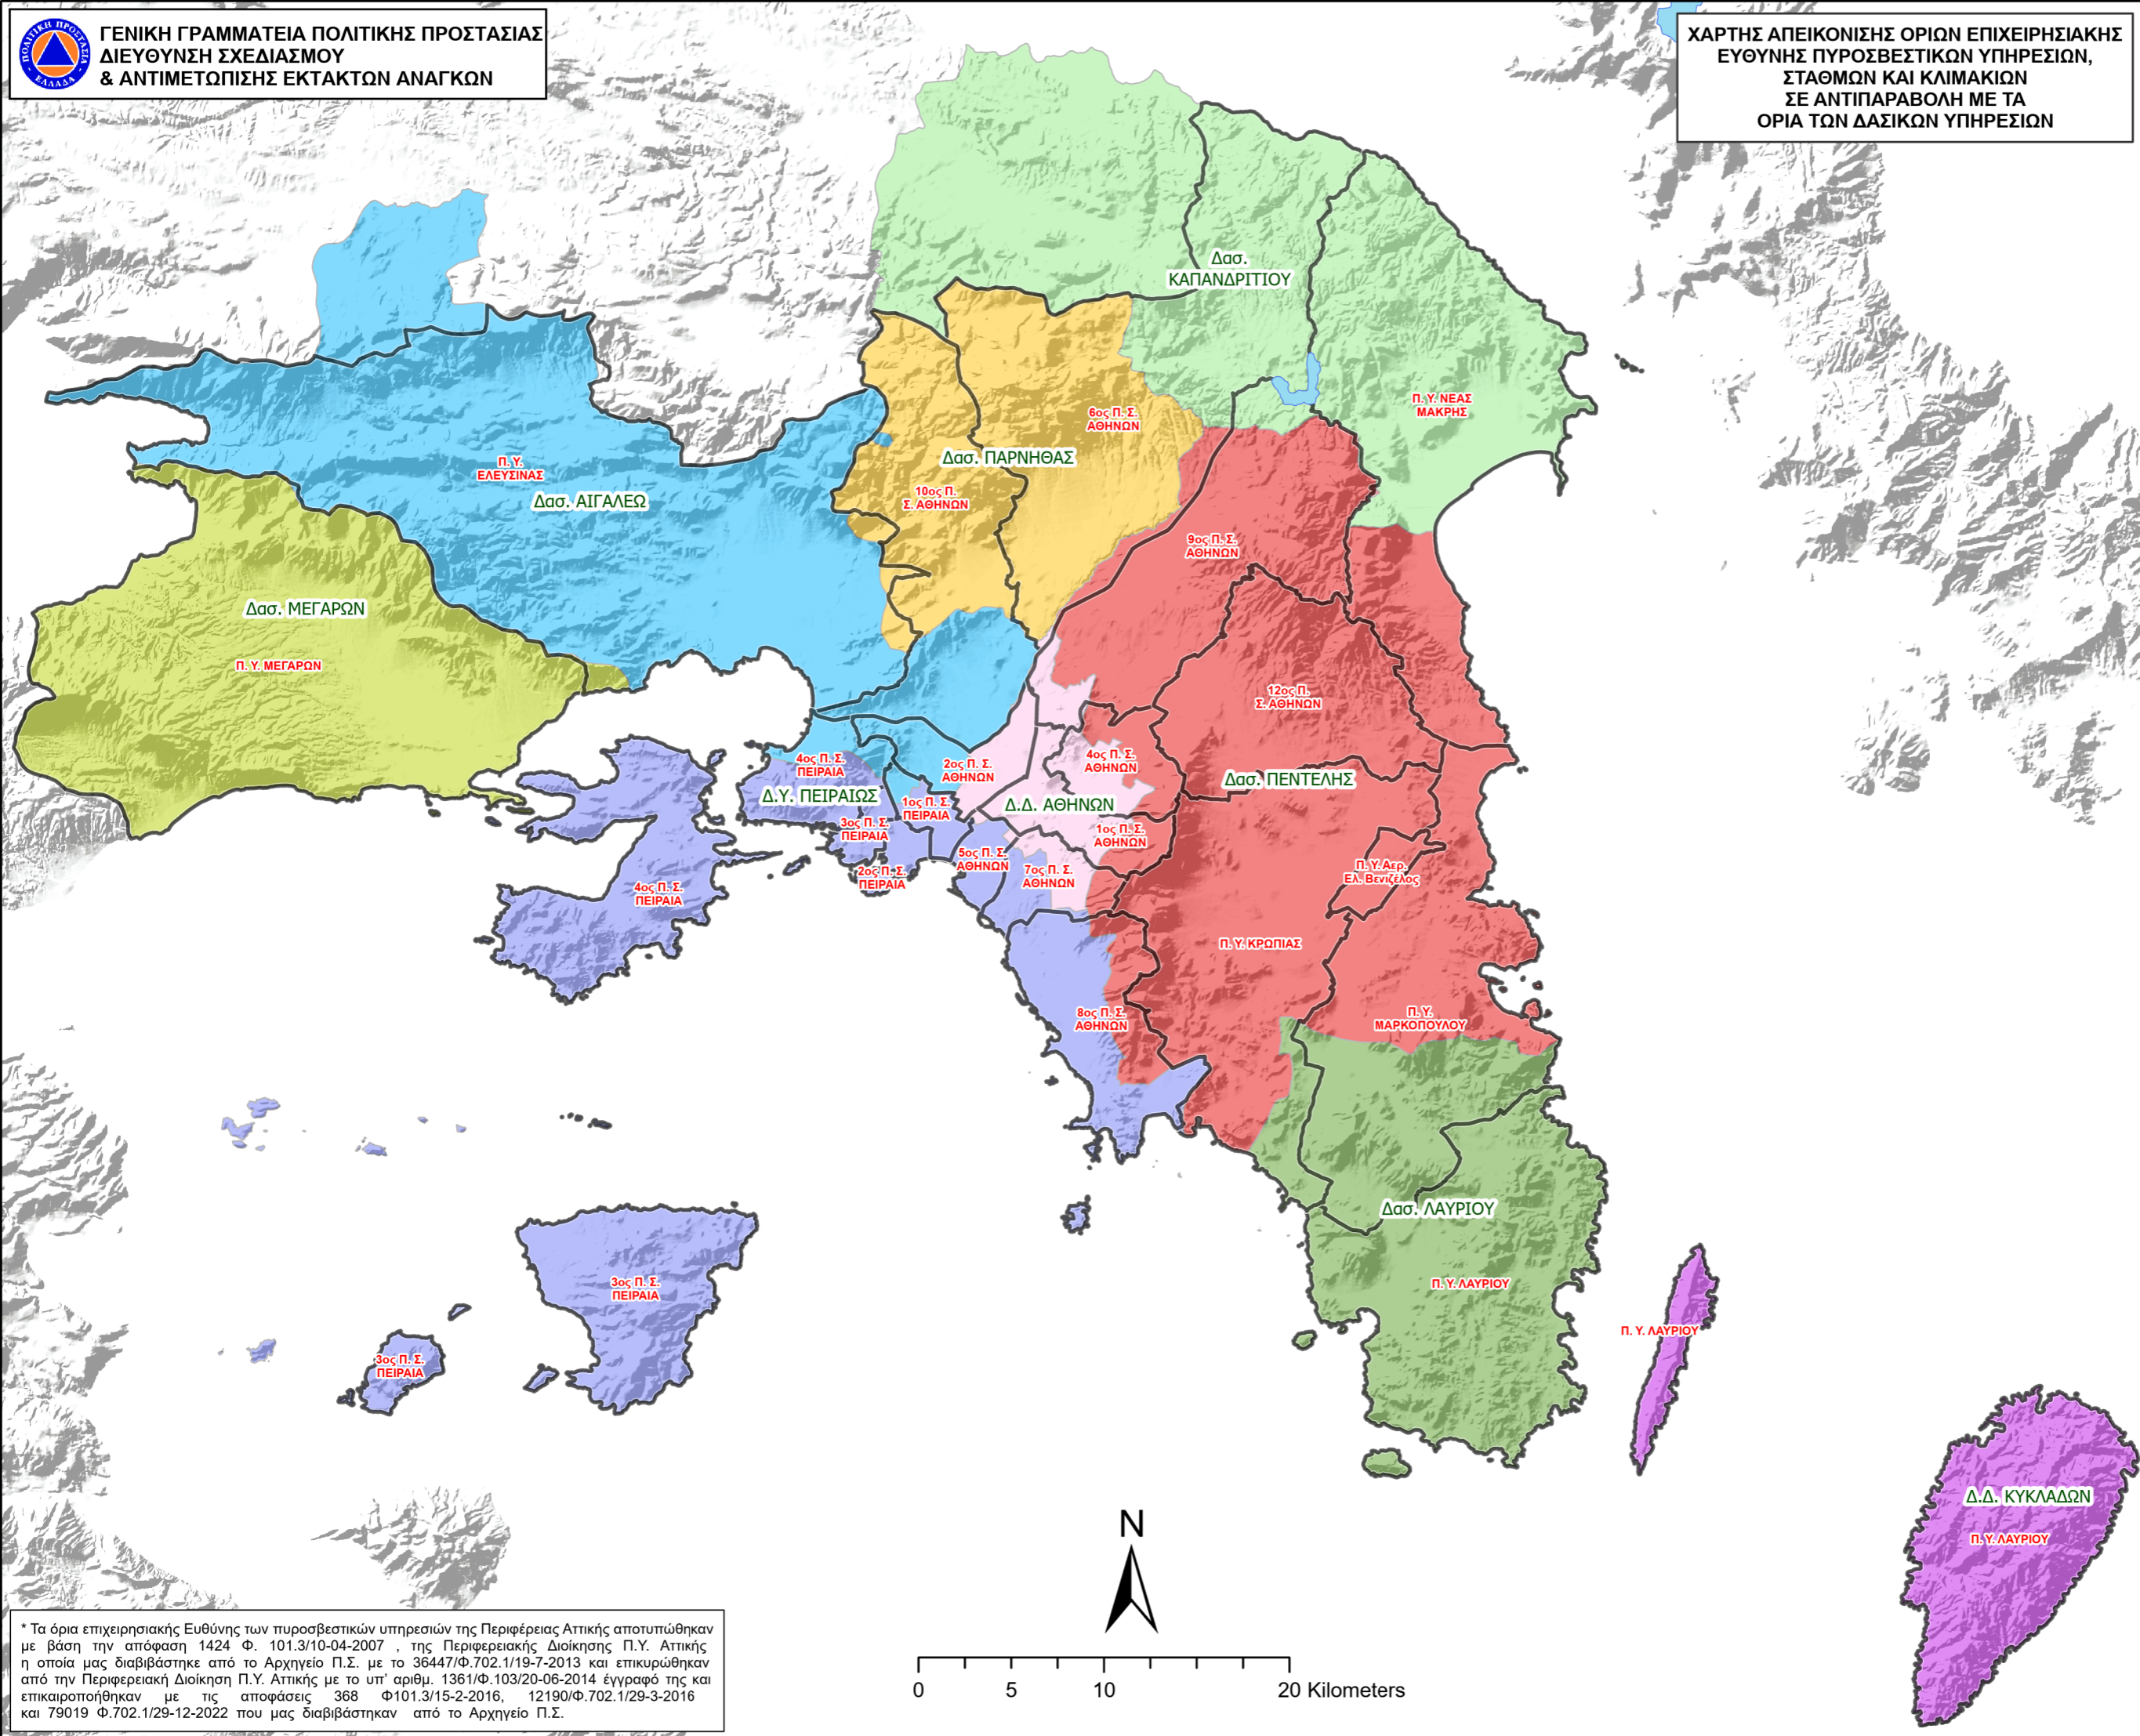 ΓΕΝΙΚΗ ΓΡΑΜΜΑΤΕΙΑ ΠΟΛΙΤΙΚΗΣ ΠΡΟΣΤΑΣΙΑΣ
ΔΙΕΥΘΥΝΣΗ ΣΧΕΔΙΑΣΜΟΥ
& ΑΝΤΙΜΕΤΩΠΙΣΗΣ ΕΚΤΑΚΤΩΝ ΑΝΑΓΚΩΝ
ΠΟΛΙΤΙΚΗ ΠΡΟΣΤΑΣΙΑ
ΕΛΛΑΔΑ
ΧΑΡΤΗΣ ΑΠΕΙΚΟΝΙΣΗΣ ΟΡΙΩΝ ΕΠΙΧΕΙΡΗΣΙΑΚΗΣ
ΕΥΘΥΝΗΣ ΠΥΡΟΣΒΕΣΤΙΚΩΝ ΥΠΗΡΕΣΙΩΝ,
ΣΤΑΘΜΩΝ ΚΑΙ ΚΛΙΜΑΚΙΩΝ
ΣΕ ΑΝΤΙΠΑΡΑΒΟΛΗ ΜΕ ΤΑ
ΟΡΙΑ ΤΩΝ ΔΑΣΙΚΩΝ ΥΠΗΡΕΣΙΩΝ
Δασ.
ΚΑΠΑΝΔΡΙΤΙΟΥ
Π. Υ. ΝΕΑΣ
ΜΑΚΡΗΣ
6ος Π. Σ.
ΑΘΗΝΩΝ
Δασ. ΠΑΡΝΗΘΑΣ
Π. Υ.
ΕΛΕΥΣΙΝΑΣ
Δασ. ΑΙΓΑΛΕΩ
10ος Π.
Σ. ΑΘΗΝΩΝ
9ος Π. Σ.
ΑΘΗΝΩΝ
Δασ. ΜΕΓΑΡΩΝ
Π. Υ. ΜΕΓΑΡΩΝ
12ος Π.
Σ. ΑΘΗΝΩΝ
4ος Π. Σ.
ΠΕΙΡΑΙΑ
2ος Π. Σ.
ΑΘΗΝΩΝ
4ος Π. Σ.
ΑΘΗΝΩΝ
Δασ. ΠΕΝΤΕΛΗΣ
Δ.Υ. ΠΕΙΡΑΙΩΣ
Δ.Δ. ΑΘΗΝΩΝ
1ος Π. Σ.
ΠΕΙΡΑΙΑ
3ος Π. Σ.
ΠΕΙΡΑΙΑ
1ος Π. Σ.
ΑΘΗΝΩΝ
5ος Π. Σ.
ΑΘΗΝΩΝ
7ος Π. Σ.
ΑΘΗΝΩΝ
2ος Π. Σ.
ΠΕΙΡΑΙΑ
Π. Υ.Αερ.
Ελ. Βενιζέλος
4ος Π. Σ.
ΠΕΙΡΑΙΑ
Π. Υ. ΚΡΩΠΙΑΣ
8ος Π. Σ.
ΑΘΗΝΩΝ
Π. Υ.
ΜΑΡΚΟΠΟΥΛΟΥ
Δασ. ΛΑΥΡΙΟΥ
3ος Π. Σ.
ΠΕΙΡΑΙΑ
Π. Υ. ΛΑΥΡΙΟΥ
Π. Υ. ΛΑΥΡΙΟΥ
3ος Π. Σ.
ΠΕΙΡΑΙΑ
Δ.Δ. ΚΥΚΛΑΔΩΝ
Π. Υ. ΛΑΥΡΙΟΥ
N
0 5 10 20 Kilometers
* Τα όρια επιχειρησιακής Ευθύνης των πυροσβεστικών υπηρεσιών της Περιφέρειας Αττικής αποτυπώθηκαν
με βάση την απόφαση 1424 Φ. 101.3/10-04-2007 , της Περιφερειακής Διοίκησης Π.Υ. Αττικής
η οποία μας διαβιβάστηκε από το Αρχηγείο Π.Σ. με το 36447/Φ.702.1/19-7-2013 και επικυρώθηκαν
από την Περιφερειακή Διοίκηση Π.Υ. Αττικής με το υπ' αριθμ. 1361/Φ.103/20-06-2014 έγγραφό της και
επικαιροποήθηκαν με τις αποφάσεις 368 Φ101.3/15-2-2016, 12190/Φ.702.1/29-3-2016
και 79019 Φ.702.1/29-12-2022 που μας διαβιβάστηκαν από το Αρχηγείο Π.Σ.